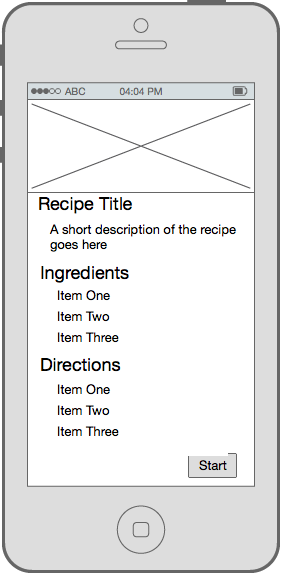 ABC 04:04 PM
Recipe Title
A short description of the recipe
goes here
Ingredients
Item One
Item Two
Item Three
Directions
Item One
Item Two
Item Three
Start